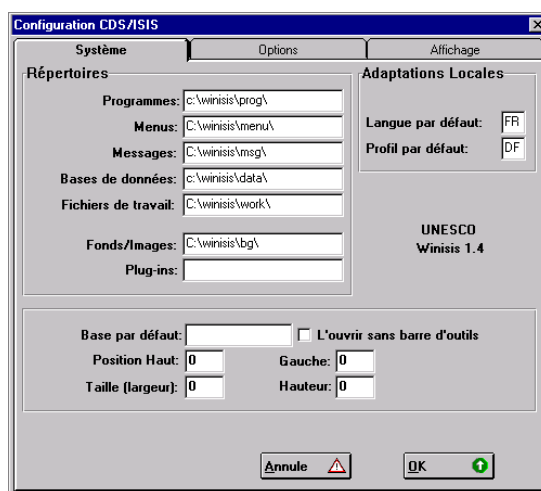 Configuration CDS/ISIS
Système Options Affichage
Répertoires
Programmes: c:\winisis\prog\
Menus: C:\winisis\menu\
Messages: C:\winisis\msg\
Bases de données: c:\winisis\data\
Fichiers de travail: C:\winisis\work\
Fonds/Images: C:\winisis\bg\
Plug-ins:
Adaptations Locales
Langue par défaut: FR
Profil par défaut: DF
UNESCO
Winisis 1.4
Base par défaut: L'ouvrir sans barre d'outils
Position Haut: 0 Gauche: 0
Taille (largeur): 0 Hauteur: 0
Annule OK